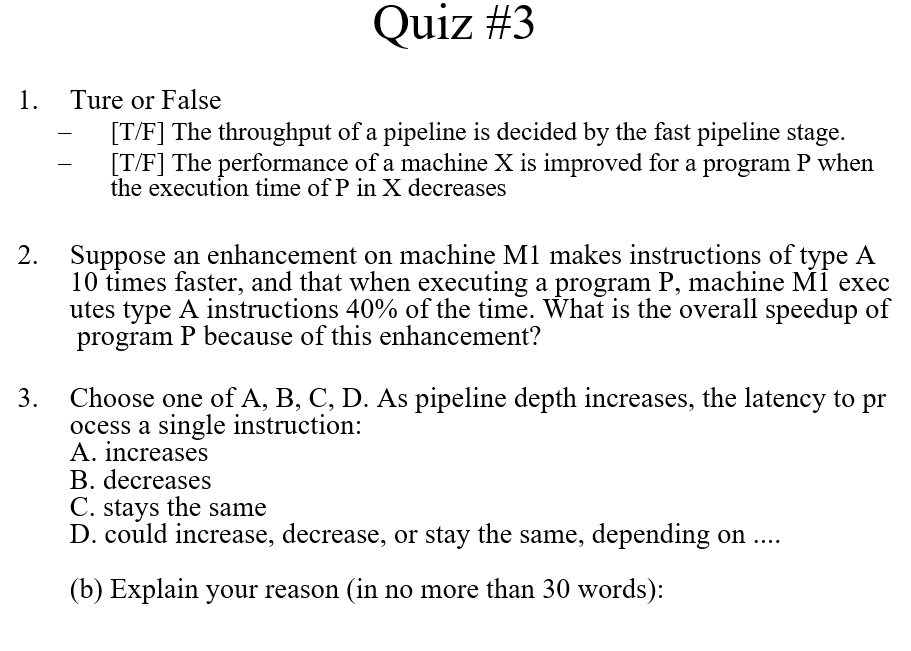 Quiz #3
1. Ture or False
– [T/F] The throughput of a pipeline is decided by the fast pipeline stage.
– [T/F] The performance of a machine X is improved for a program P when
the execution time of P in X decreases
2. Suppose an enhancement on machine M1 makes instructions of type A
10 times faster, and that when executing a program P, machine M1 exec
utes type A instructions 40% of the time. What is the overall speedup of
program P because of this enhancement?
3. Choose one of A, B, C, D. As pipeline depth increases, the latency to pr
ocess a single instruction:
A. increases
B. decreases
C. stays the same
D. could increase, decrease, or stay the same, depending on ....
(b) Explain your reason (in no more than 30 words):